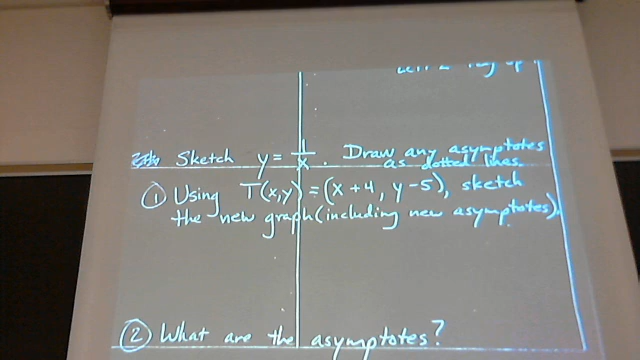 Sketch y = 1/x . Draw any asymptotes
as dotted lines.
① Using T(x,y) = (x + 4, y - 5), sketch
the new graph (including new asymptotes).
② What are the asymptotes?